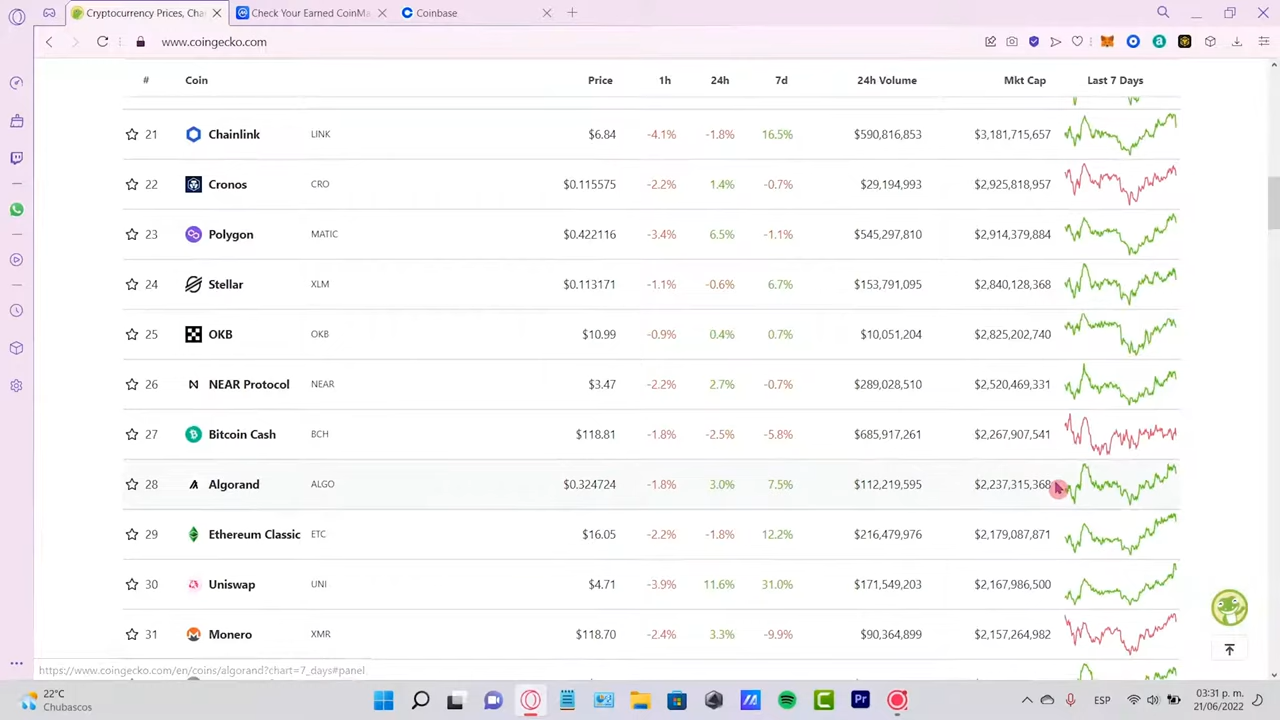 Cryptocurrency Prices, Cha
Check Your Earned CoinMa
Coinbase
www.coingecko.com
# Coin Price 1h 24h 7d 24h Volume Mkt Cap Last 7 Days
21 Chainlink LINK $6.84 -4.1% -1.8% 16.5% $590,816,853 $3,181,715,657
22 Cronos CRO $0.115575 -2.2% 1.4% -0.7% $29,194,993 $2,925,818,957
23 Polygon MATIC $0.422116 -3.4% 6.5% -1.1% $545,297,810 $2,914,379,884
24 Stellar XLM $0.113171 -1.1% -0.6% 6.7% $153,791,095 $2,840,128,368
25 OKB OKB $10.99 -0.9% 0.4% 0.7% $10,051,204 $2,825,202,740
26 NEAR Protocol NEAR $3.47 -2.2% 2.7% -0.7% $289,028,510 $2,520,469,331
27 Bitcoin Cash BCH $118.81 -1.8% -2.5% -5.8% $685,917,261 $2,267,907,541
28 Algorand ALGO $0.324724 -1.8% 3.0% 7.5% $112,219,595 $2,237,315,368
29 Ethereum Classic ETC $16.05 -2.2% -1.8% 12.2% $216,479,976 $2,179,087,871
30 Uniswap UNI $4.71 -3.9% 11.6% 31.0% $171,549,203 $2,167,986,500
31 Monero XMR $118.70 -2.4% 3.3% -9.9% $90,364,899 $2,157,264,982
https://www.coingecko.com/en/coins/algorand?chart=7_days#panel
22°C
Chubascos
Pr
ESP
03:31 p. m.
21/06/2022